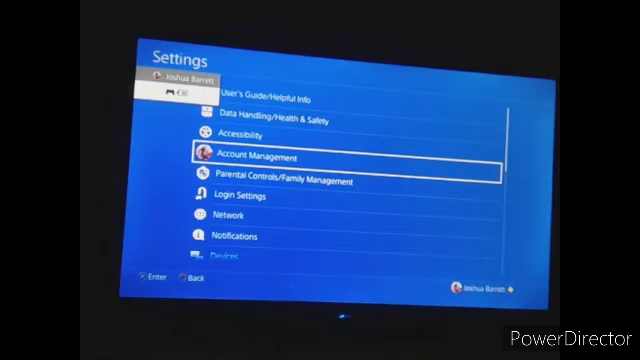 Settings
Joshua Barrett
User's Guide/Helpful Info
Data Handling/Health & Safety
Accessibility
Account Management
Parental Controls/Family Management
Login Settings
Network
Notifications
Devices
Enter
Back
Joshua Barrett
PowerDirector